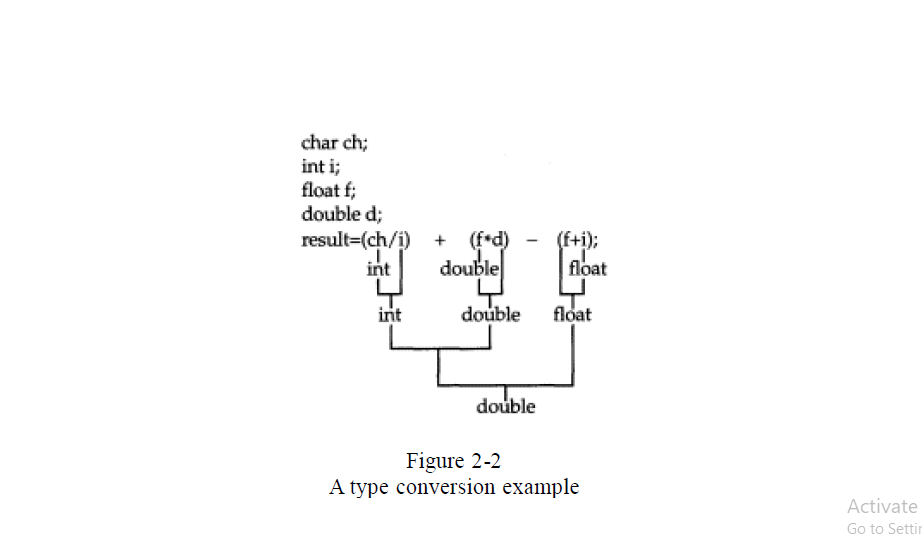 char ch;
int i;
float f;
double d;
result=(ch/i) + (f*d) - (f+i);
int double float
int double float
double
Figure 2-2
A type conversion example
Activate
Go to Settin